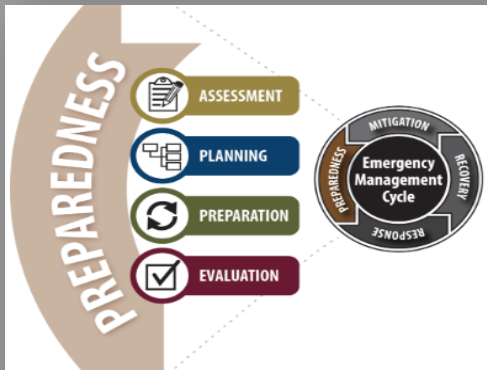 PREPAREDNESS
ASSESSMENT
PLANNING
PREPARATION
EVALUATION
MITIGATION
PREPAREDNESS
Emergency
Management
Cycle
RECOVERY
RESPONSE